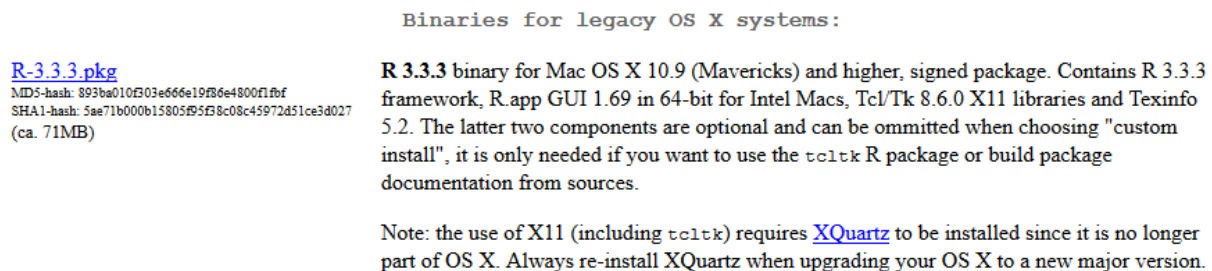 Binaries for legacy OS X systems:
R-3.3.3.pkg
MD5-hash: 893ba010f303e666e19f86e4800f1fbf
SHA1-hash: 5ae71b000b15805f95f38c08c45972d51ce3d027
(ca. 71MB)
R 3.3.3 binary for Mac OS X 10.9 (Mavericks) and higher, signed package. Contains R 3.3.3
framework, R.app GUI 1.69 in 64-bit for Intel Macs, Tcl/Tk 8.6.0 X11 libraries and Texinfo
5.2. The latter two components are optional and can be ommitted when choosing "custom
install", it is only needed if you want to use the tcltk R package or build package
documentation from sources.
Note: the use of X11 (including tcltk) requires XQuartz to be installed since it is no longer
part of OS X. Always re-install XQuartz when upgrading your OS X to a new major version.